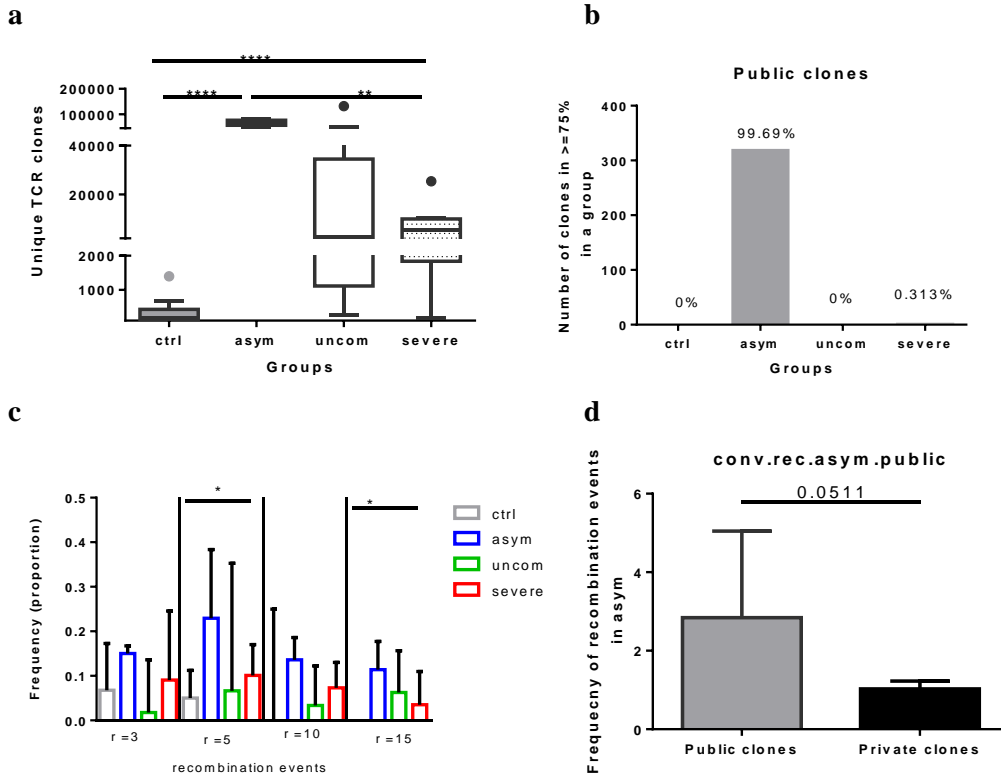 a
****
****
**
200000
100000
40000
20000
2000
1000
Unique TCR clones
ctrl
asym
uncom
severe
Groups
b
Public clones
Number of clones in >=75%
in a group
400
300
200
100
0
0%
99.69%
0%
0.313%
ctrl
asym
uncom
severe
Groups
c
Frequency (proportion)
0.5
0.4
0.3
0.2
0.1
0.0
*
*
ctrl
asym
uncom
severe
r =3
r =5
r =10
r =15
recombination events
d
conv.rec.asym.public
Frequecny of recombination events
in asym
6
4
2
0
0.0511
Public clones
Private clones